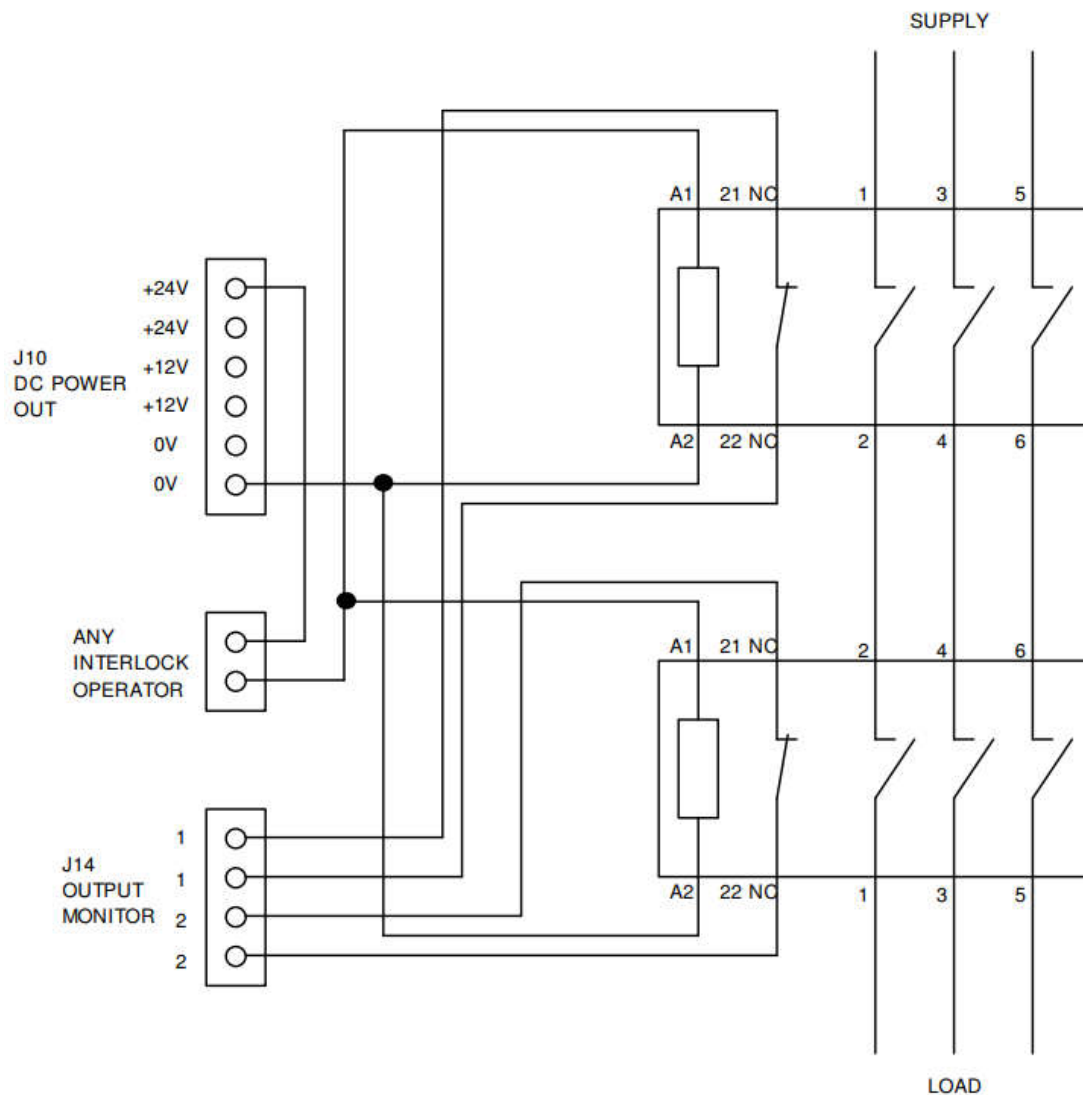 SUPPLY
A1 21 NC 1 3 5
+24V
+24V
J10
DC POWER
OUT
+12V
+12V
0V
0V
A2 22 NC 2 4 6
ANY
INTERLOCK
OPERATOR
A1 21 NC 2 4 6
J14
OUTPUT
MONITOR
1
1
2
2
A2 22 NC 1 3 5
LOAD